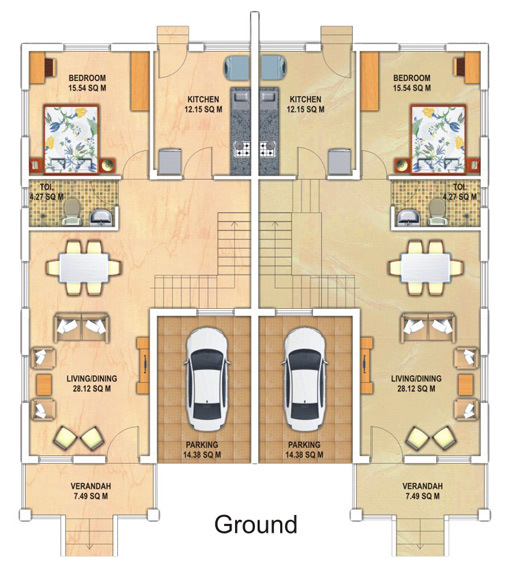 BEDROOM
15.54 SQ M
KITCHEN
12.15 SQ M
KITCHEN
12.15 SQ M
BEDROOM
15.54 SQ M
TOI.
4.27 SQ M
TOI.
4.27 SQ M
LIVING/DINING
28.12 SQ M
LIVING/DINING
28.12 SQ M
PARKING
14.38 SQ M
PARKING
14.38 SQ M
VERANDAH
7.49 SQ M
VERANDAH
7.49 SQ M
Ground